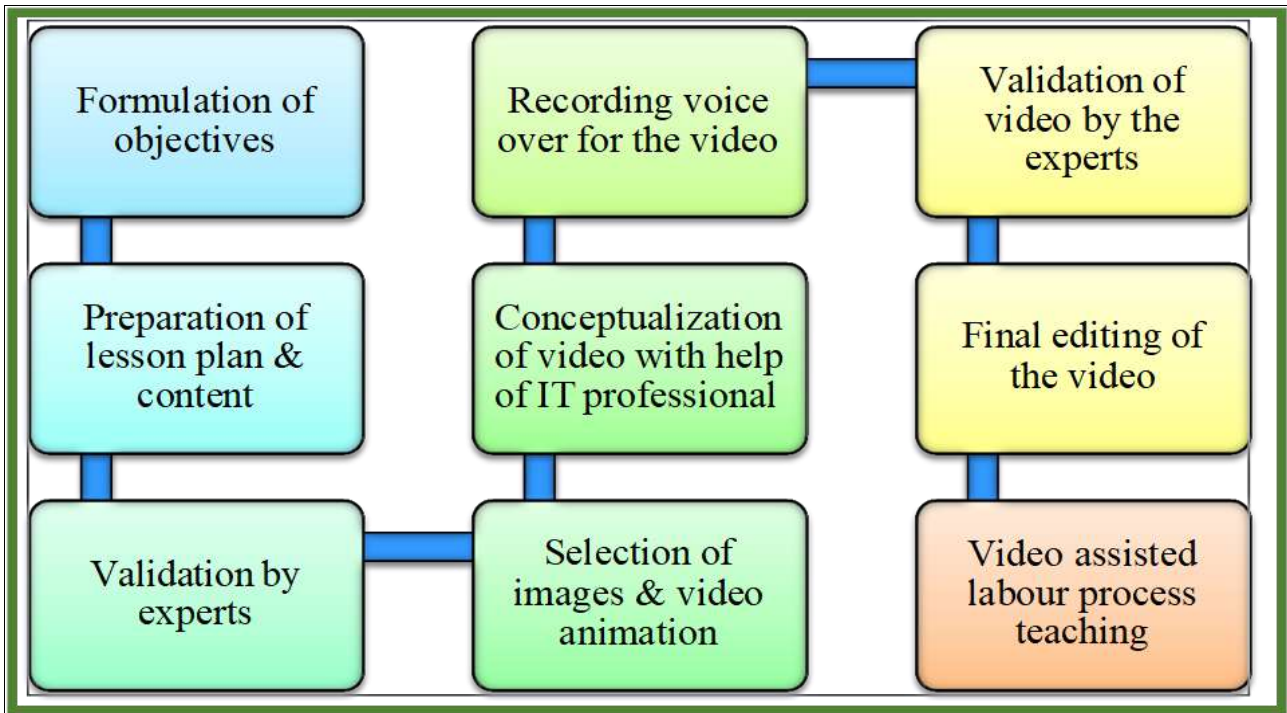 Formulation of
objectives
Preparation of
lesson plan &
content
Validation by
experts
Selection of
images & video
animation
Conceptualization
of video with help
of IT professional
Recording voice
over for the video
Validation of
video by the
experts
Final editing of
the video
Video assisted
labour process
teaching